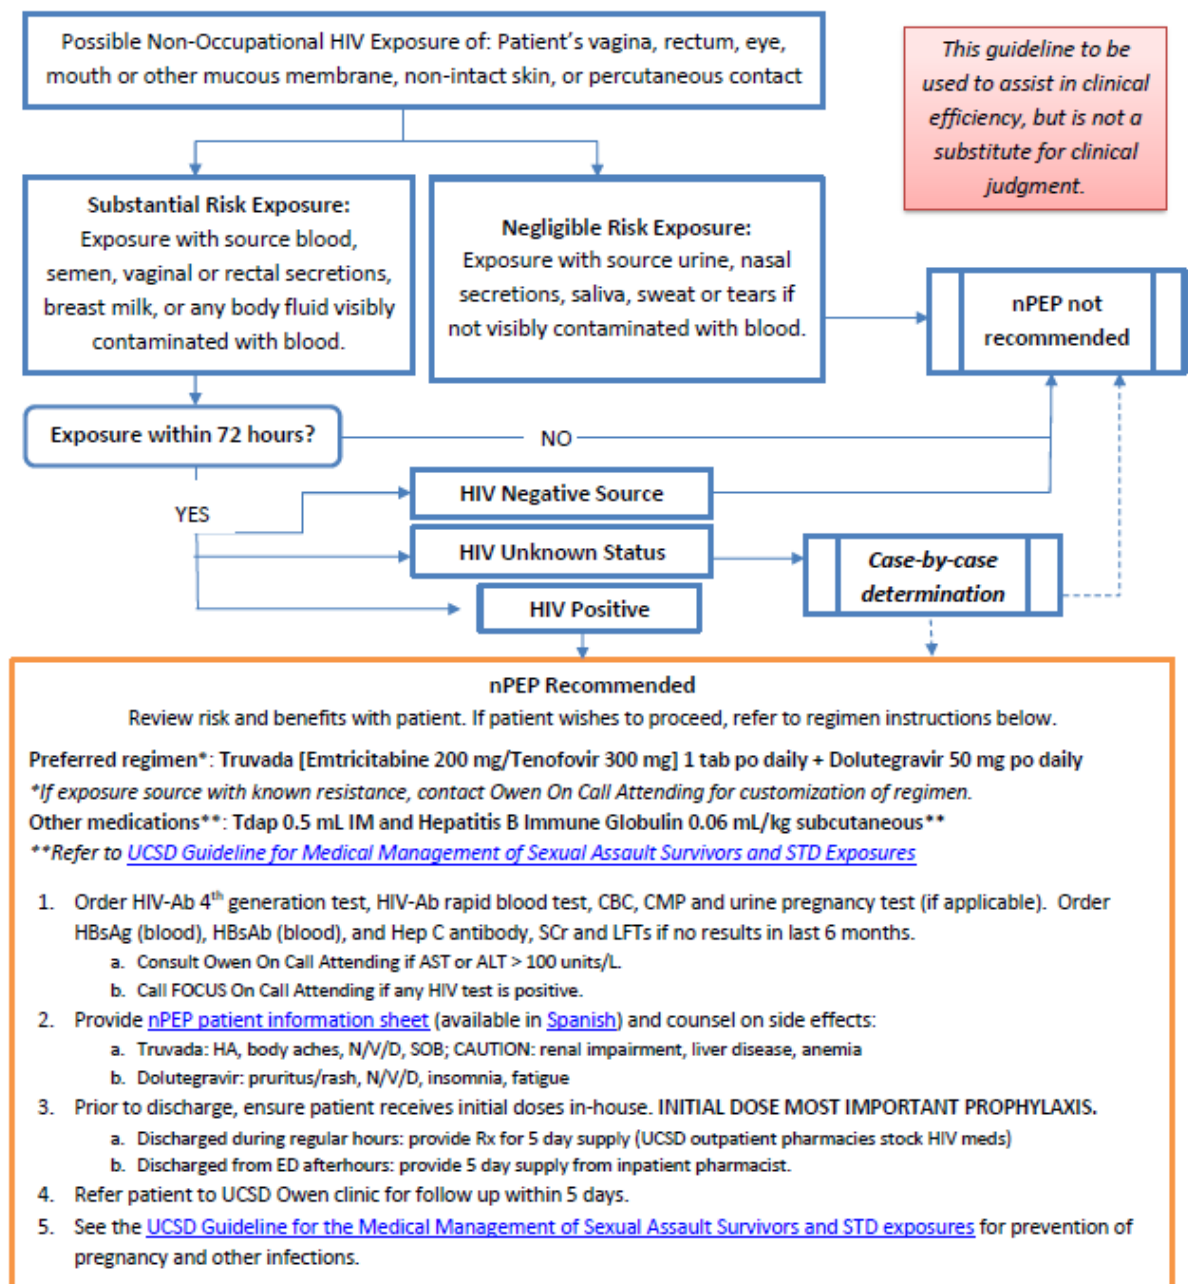 Possible Non-Occupational HIV Exposure of: Patient's vagina, rectum, eye,
mouth or other mucous membrane, non-intact skin, or percutaneous contact
This guideline to be
used to assist in clinical
efficiency, but is not a
substitute for clinical
judgment.
Substantial Risk Exposure:
Exposure with source blood,
semen, vaginal or rectal secretions,
breast milk, or any body fluid visibly
contaminated with blood.
Negligible Risk Exposure:
Exposure with source urine, nasal
secretions, saliva, sweat or tears if
not visibly contaminated with blood.
nPEP not
recommended
Exposure within 72 hours?
NO
YES
HIV Negative Source
HIV Unknown Status
HIV Positive
Case-by-case
determination
nPEP Recommended
Review risk and benefits with patient. If patient wishes to proceed, refer to regimen instructions below.
Preferred regimen*: Truvada [Emtricitabine 200 mg/Tenofovir 300 mg] 1 tab po daily + Dolutegravir 50 mg po daily
*If exposure source with known resistance, contact Owen On Call Attending for customization of regimen.
Other medications**: Tdap 0.5 mL IM and Hepatitis B Immune Globulin 0.06 mL/kg subcutaneous**
**Refer to UCSD Guideline for Medical Management of Sexual Assault Survivors and STD Exposures
1. Order HIV-Ab 4th generation test, HIV-Ab rapid blood test, CBC, CMP and urine pregnancy test (if applicable). Order
HBsAg (blood), HBsAb (blood), and Hep C antibody, SCr and LFTs if no results in last 6 months.
a. Consult Owen On Call Attending if AST or ALT > 100 units/L.
b. Call FOCUS On Call Attending if any HIV test is positive.
2. Provide nPEP patient information sheet (available in Spanish) and counsel on side effects:
a. Truvada: HA, body aches, N/V/D, SOB; CAUTION: renal impairment, liver disease, anemia
b. Dolutegravir: pruritus/rash, N/V/D, insomnia, fatigue
3. Prior to discharge, ensure patient receives initial doses in-house. INITIAL DOSE MOST IMPORTANT PROPHYLAXIS.
a. Discharged during regular hours: provide Rx for 5 day supply (UCSD outpatient pharmacies stock HIV meds)
b. Discharged from ED afterhours: provide 5 day supply from inpatient pharmacist.
4. Refer patient to UCSD Owen clinic for follow up within 5 days.
5. See the UCSD Guideline for the Medical Management of Sexual Assault Survivors and STD exposures for prevention of
pregnancy and other infections.